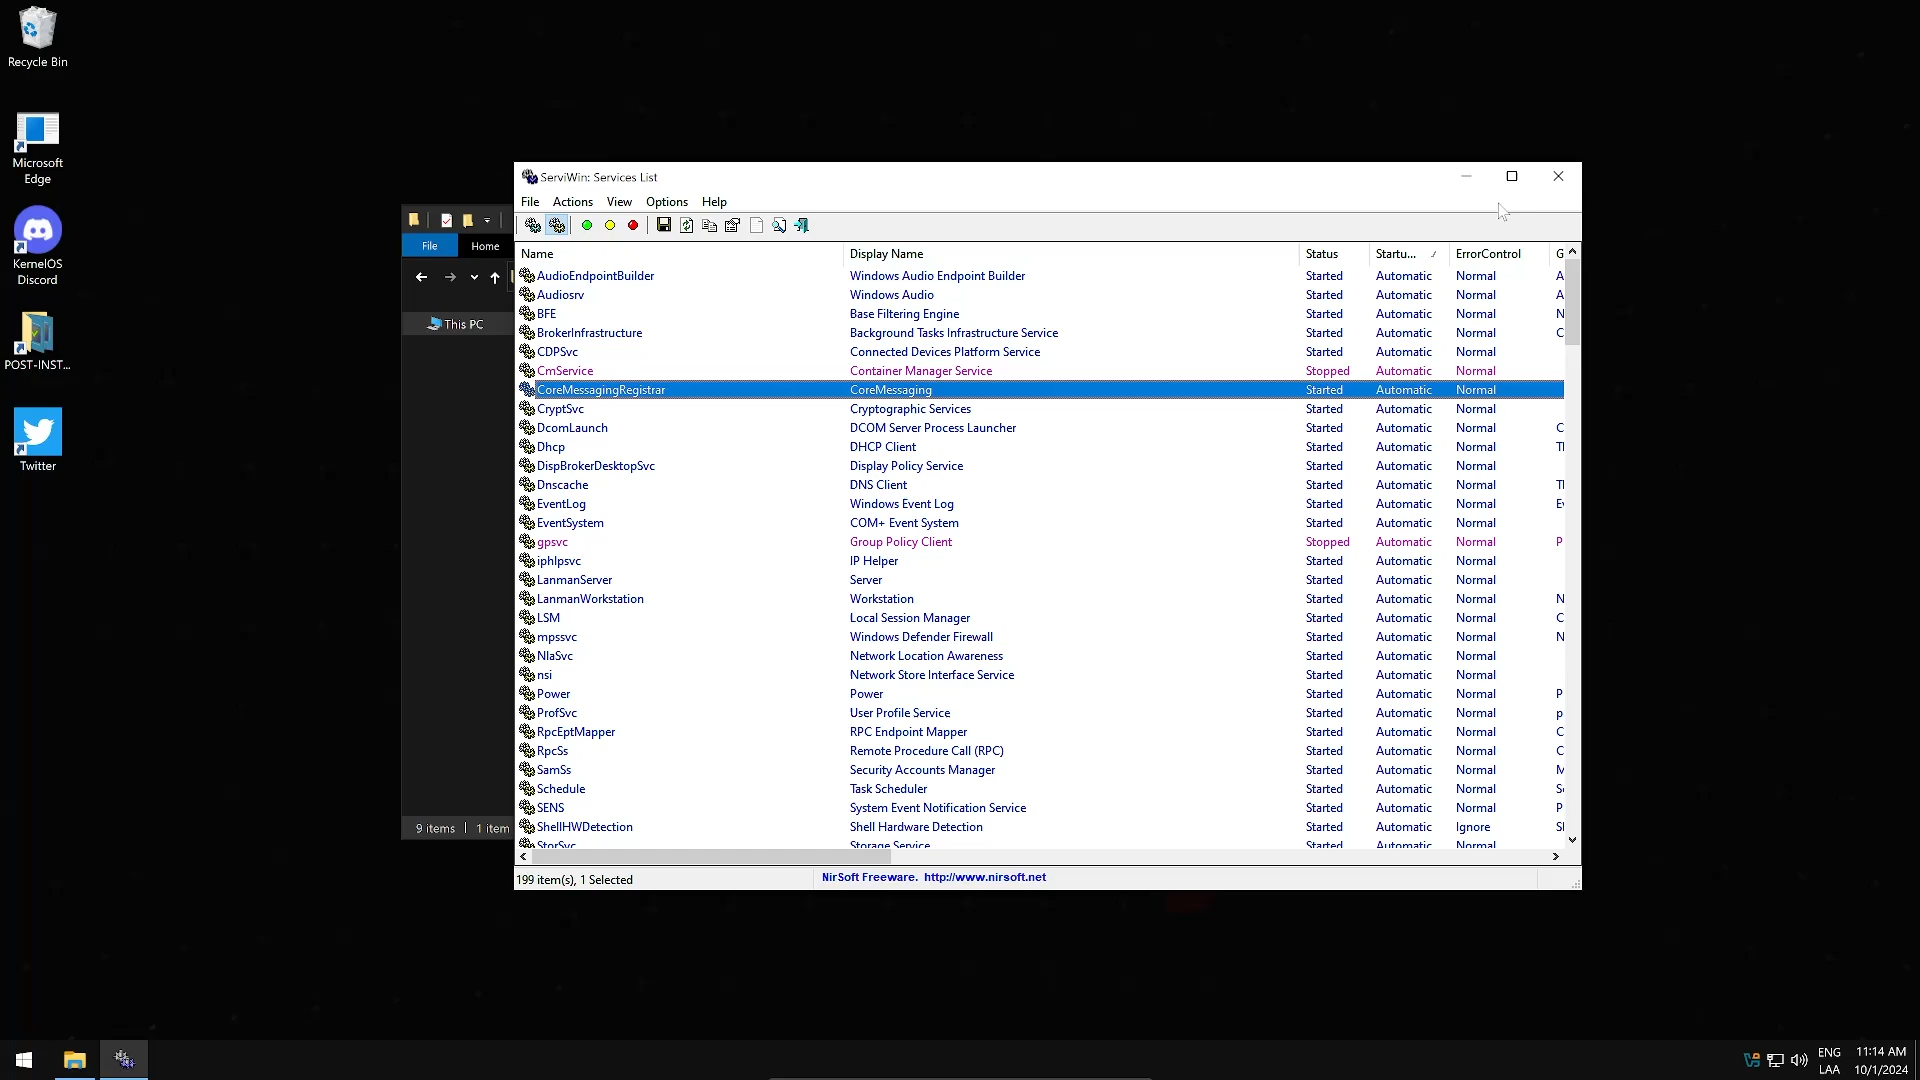 Recycle Bin
Microsoft
Edge
KernelOS
Discord
POST-INST...
Twitter
File Home
This PC
9 items 1 item
ServiWin: Services List
File Actions View Options Help
Name Display Name Status Startu... ErrorControl G
AudioEndpointBuilder Windows Audio Endpoint Builder Started Automatic Normal A
Audiosrv Windows Audio Started Automatic Normal A
BFE Base Filtering Engine Started Automatic Normal N
BrokerInfrastructure Background Tasks Infrastructure Service Started Automatic Normal C
CDPSvc Connected Devices Platform Service Started Automatic Normal
CmService Container Manager Service Stopped Automatic Normal
CoreMessagingRegistrar CoreMessaging Started Automatic Normal
CryptSvc Cryptographic Services Started Automatic Normal
DcomLaunch DCOM Server Process Launcher Started Automatic Normal C
Dhcp DHCP Client Started Automatic Normal
DispBrokerDesktopSvc Display Policy Service Started Automatic Normal
Dnscache DNS Client Started Automatic Normal
EventLog Windows Event Log Started Automatic Normal
EventSystem COM+ Event System Started Automatic Normal
gpsvc Group Policy Client Stopped Automatic Normal P
iphlpsvc IP Helper Started Automatic Normal
LanmanServer Server Started Automatic Normal
LanmanWorkstation Workstation Started Automatic Normal N
LSM Local Session Manager Started Automatic Normal C
mpssvc Windows Defender Firewall Started Automatic Normal N
NlaSvc Network Location Awareness Started Automatic Normal
nsi Network Store Interface Service Started Automatic Normal
Power Power Started Automatic Normal P
ProfSvc User Profile Service Started Automatic Normal p
RpcEptMapper RPC Endpoint Mapper Started Automatic Normal C
RpcSs Remote Procedure Call (RPC) Started Automatic Normal C
SamSs Security Accounts Manager Started Automatic Normal M
Schedule Task Scheduler Started Automatic Normal
SENS System Event Notification Service Started Automatic Normal P
ShellHWDetection Shell Hardware Detection Started Automatic Ignore
StorSvc Storage Service Started Automatic Normal
199 item(s), 1 Selected NirSoft Freeware. http://www.nirsoft.net
ENG 11:14 AM
LAA 10/1/2024